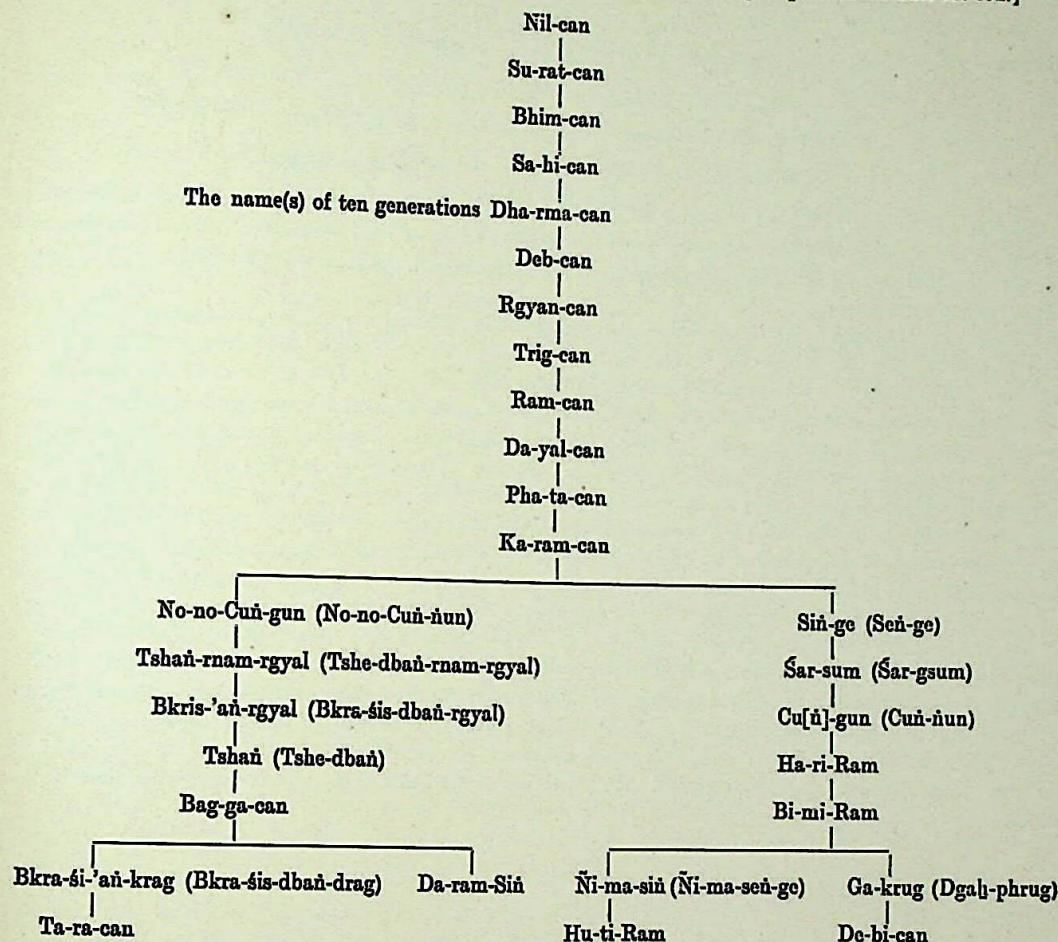 Nil-can
Su-rat-can
Bhim-can
Sa-hi-can
The name(s) of ten generations Dha-rma-can
Deb-can
Rgyan-can
Trig-can
Ram-can
Da-yal-can
Pha-ta-can
Ka-ram-can
No-no-Cuṅ-gun (No-no-Cuṅ-ṅun)
Siṅ-ge (Seṅ-ge)
Tshaṅ-rnam-rgyal (Tshe-dbaṅ-rnam-rgyal)
Śar-sum (Śar-gsum)
Bkris-'aṅ-rgyal (Bkra-śis-dbaṅ-rgyal)
Cu[ṅ]-gun (Cuṅ-ṅun)
Tshaṅ (Tshe-dbaṅ)
Ha-ri-Ram
Bag-ga-can
Bi-mi-Ram
Bkra-śi-'aṅ-krag (Bkra-śis-dbaṅ-drag) Da-ram-Siṅ Ñi-ma-siṅ (Ñi-ma-seṅ-ge) Ga-krug (Dgaḥ-phrug)
Ta-ra-can Hu-ti-Ram De-bi-can